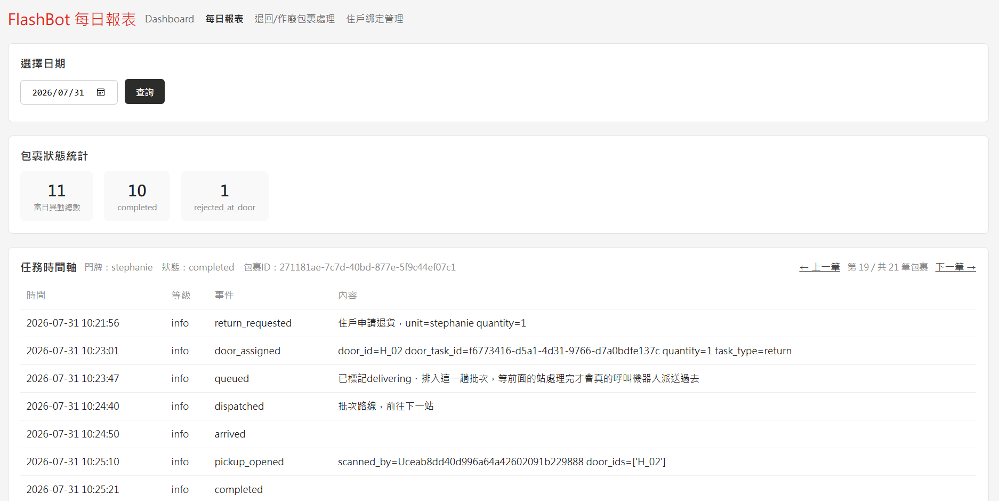 FlashBot 每日報表 Dashboard 每日報表 退回/作廢包裹處理 住戶綁定管理
選擇日期
2026/07/31 查詢
包裹狀態統計
11 10 1
當日異動總數 completed rejected_at_door
任務時間軸 門牌：stephanie 狀態：completed 包裹ID：271181ae-7c7d-40bd-877e-5f9c44ef07c1 ← 上一筆 第 19 / 共 21 筆包裹 下一筆 →
時間 等級 事件 內容
2026-07-31 10:21:56 info return_requested 住戶申請退貨，unit=stephanie quantity=1
2026-07-31 10:23:01 info door_assigned door_id=H_02 door_task_id=f6773416-d5a1-4d31-9766-d7a0bdfe137c quantity=1 task_type=return
2026-07-31 10:23:47 info queued 已標記delivering、排入這一趟批次，等前面的站處理完才會真的呼叫機器人派送過去
2026-07-31 10:24:40 info dispatched 批次路線，前往下一站
2026-07-31 10:24:50 info arrived
2026-07-31 10:25:10 info pickup_opened scanned_by=Uceab8dd40d996a64a42602091b229888 door_ids=['H_02']
2026-07-31 10:25:21 info completed